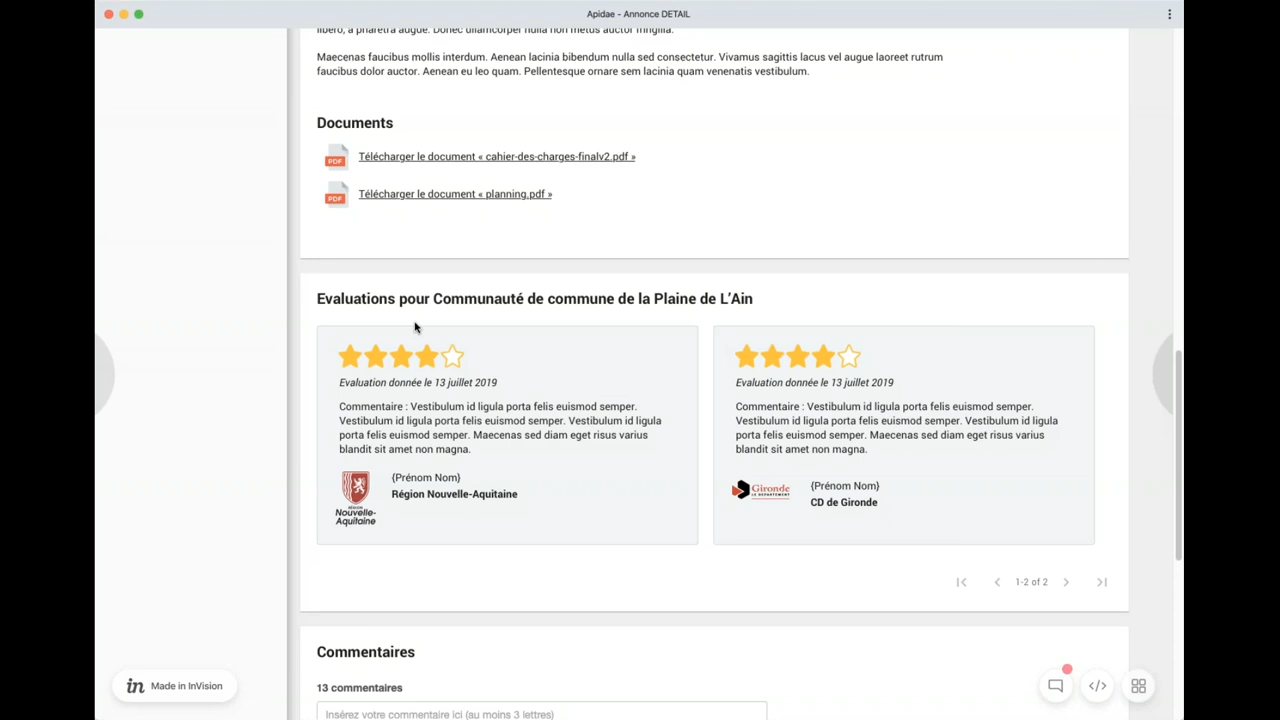 Apidae - Annonce DETAIL
libero, a pharetra augue. Donec ullamcorper nulla non metus auctor fringilla.
Maecenas faucibus mollis interdum. Aenean lacinia bibendum nulla sed consectetur. Vivamus sagittis lacus vel augue laoreet rutrum
faucibus dolor auctor. Aenean eu leo quam. Pellentesque ornare sem lacinia quam venenatis vestibulum.
Documents
PDF Télécharger le document « cahier-des-charges-finalv2.pdf »
PDF Télécharger le document « planning.pdf »
Evaluations pour Communauté de commune de la Plaine de L'Ain
Evaluation donnée le 13 juillet 2019
Commentaire : Vestibulum id ligula porta felis euismod semper.
Vestibulum id ligula porta felis euismod semper. Vestibulum id ligula
porta felis euismod semper. Maecenas sed diam eget risus varius
blandit sit amet non magna.
{Prénom Nom}
Région Nouvelle-Aquitaine
RÉGION
Nouvelle-
Aquitaine
Evaluation donnée le 13 juillet 2019
Commentaire : Vestibulum id ligula porta felis euismod semper.
Vestibulum id ligula porta felis euismod semper. Vestibulum id ligula
porta felis euismod semper. Maecenas sed diam eget risus varius
blandit sit amet non magna.
Gironde
LE DÉPARTEMENT
{Prénom Nom}
CD de Gironde
1-2 of 2
Commentaires
13 commentaires
Insérez votre commentaire ici (au moins 3 lettres)
in Made in InVision